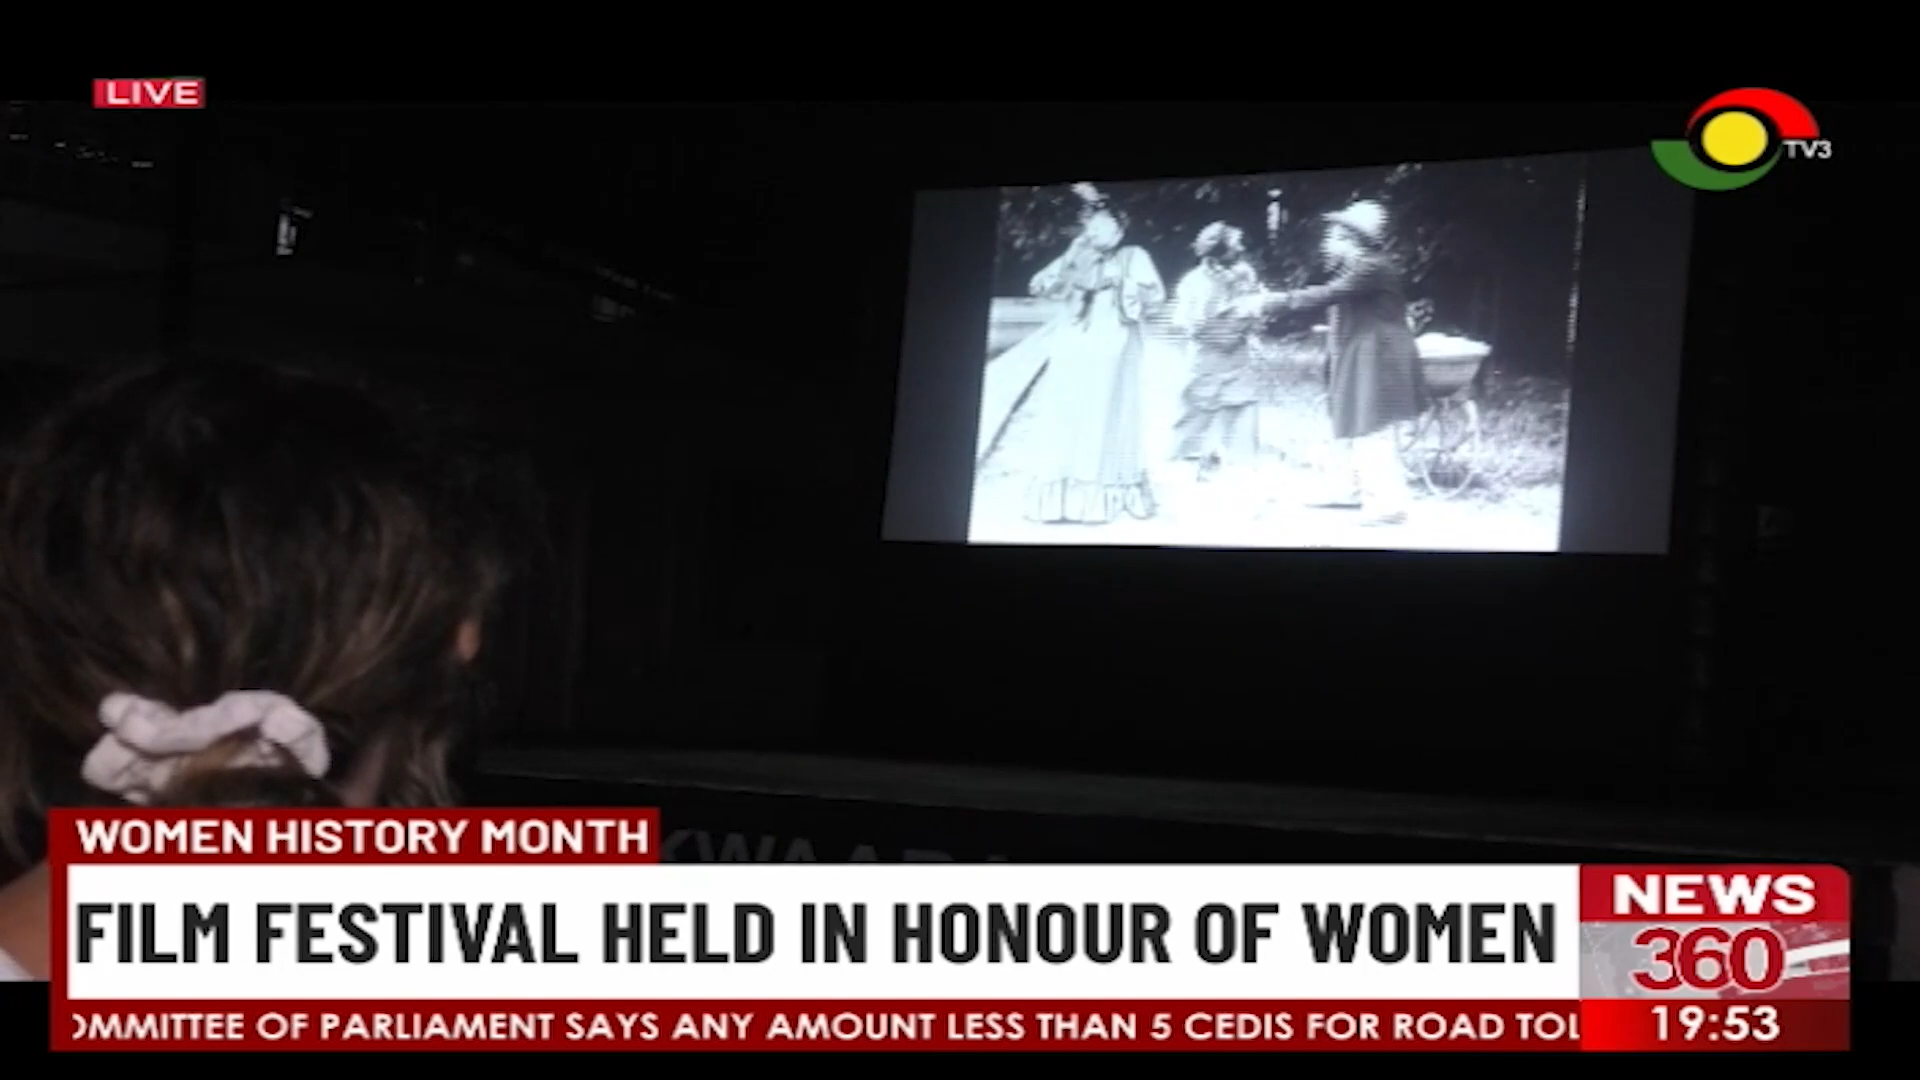 LIVE
TV3
WOMEN HISTORY MONTH
FILM FESTIVAL HELD IN HONOUR OF WOMEN
NEWS
360
OMMITTEE OF PARLIAMENT SAYS ANY AMOUNT LESS THAN 5 CEDIS FOR ROAD TOL
19:53